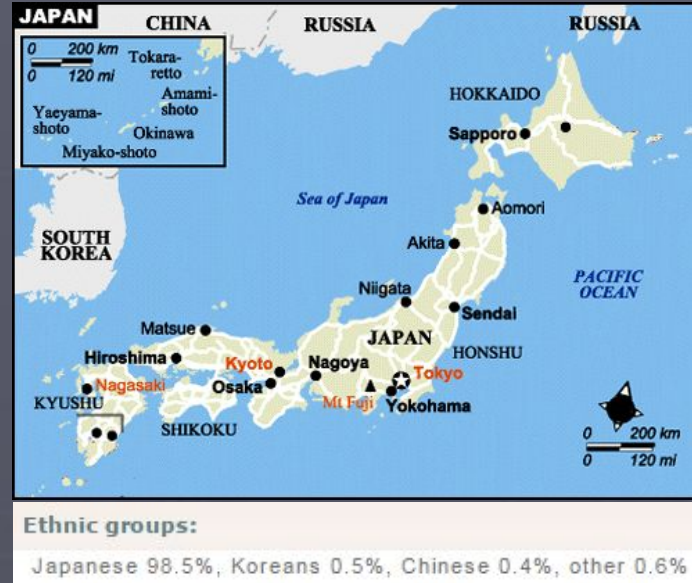 JAPAN
CHINA
RUSSIA
RUSSIA
0 200 km
0 120 mi
Tokara-
retto
Amami-
shoto
Yaeyama-
shoto
Okinawa
Miyako-shoto
HOKKAIDO
Sapporo
Sea of Japan
Aomori
SOUTH
KOREA
Akita
PACIFIC
OCEAN
Niigata
Sendai
Matsue
JAPAN
HONSHU
Hiroshima
Kyoto
Nagoya
Tokyo
Nagasaki
Osaka
Mt Fuji
Yokohama
KYUSHU
SHIKOKU
0 200 km
0 120 mi
Ethnic groups:
Japanese 98.5%, Koreans 0.5%, Chinese 0.4%, other 0.6%